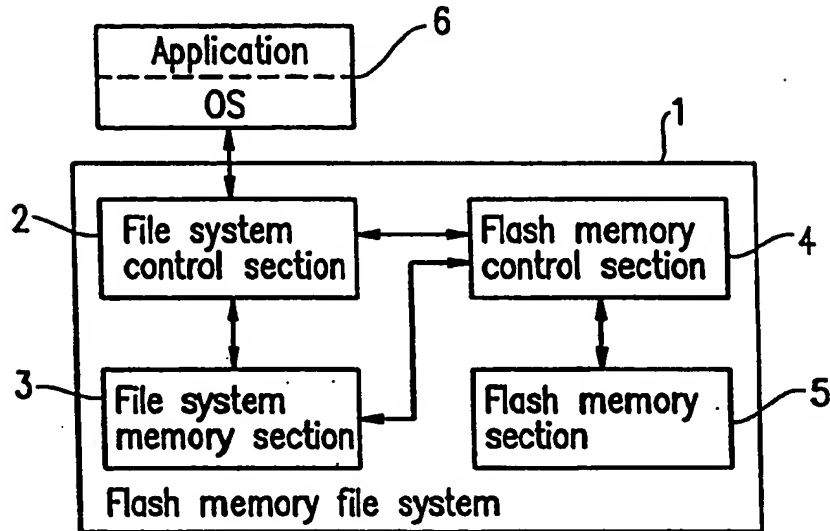 Application
6
OS
1
2
File system
control section
Flash memory
control section
4
3
File system
memory section
Flash memory
section
5
Flash memory file system